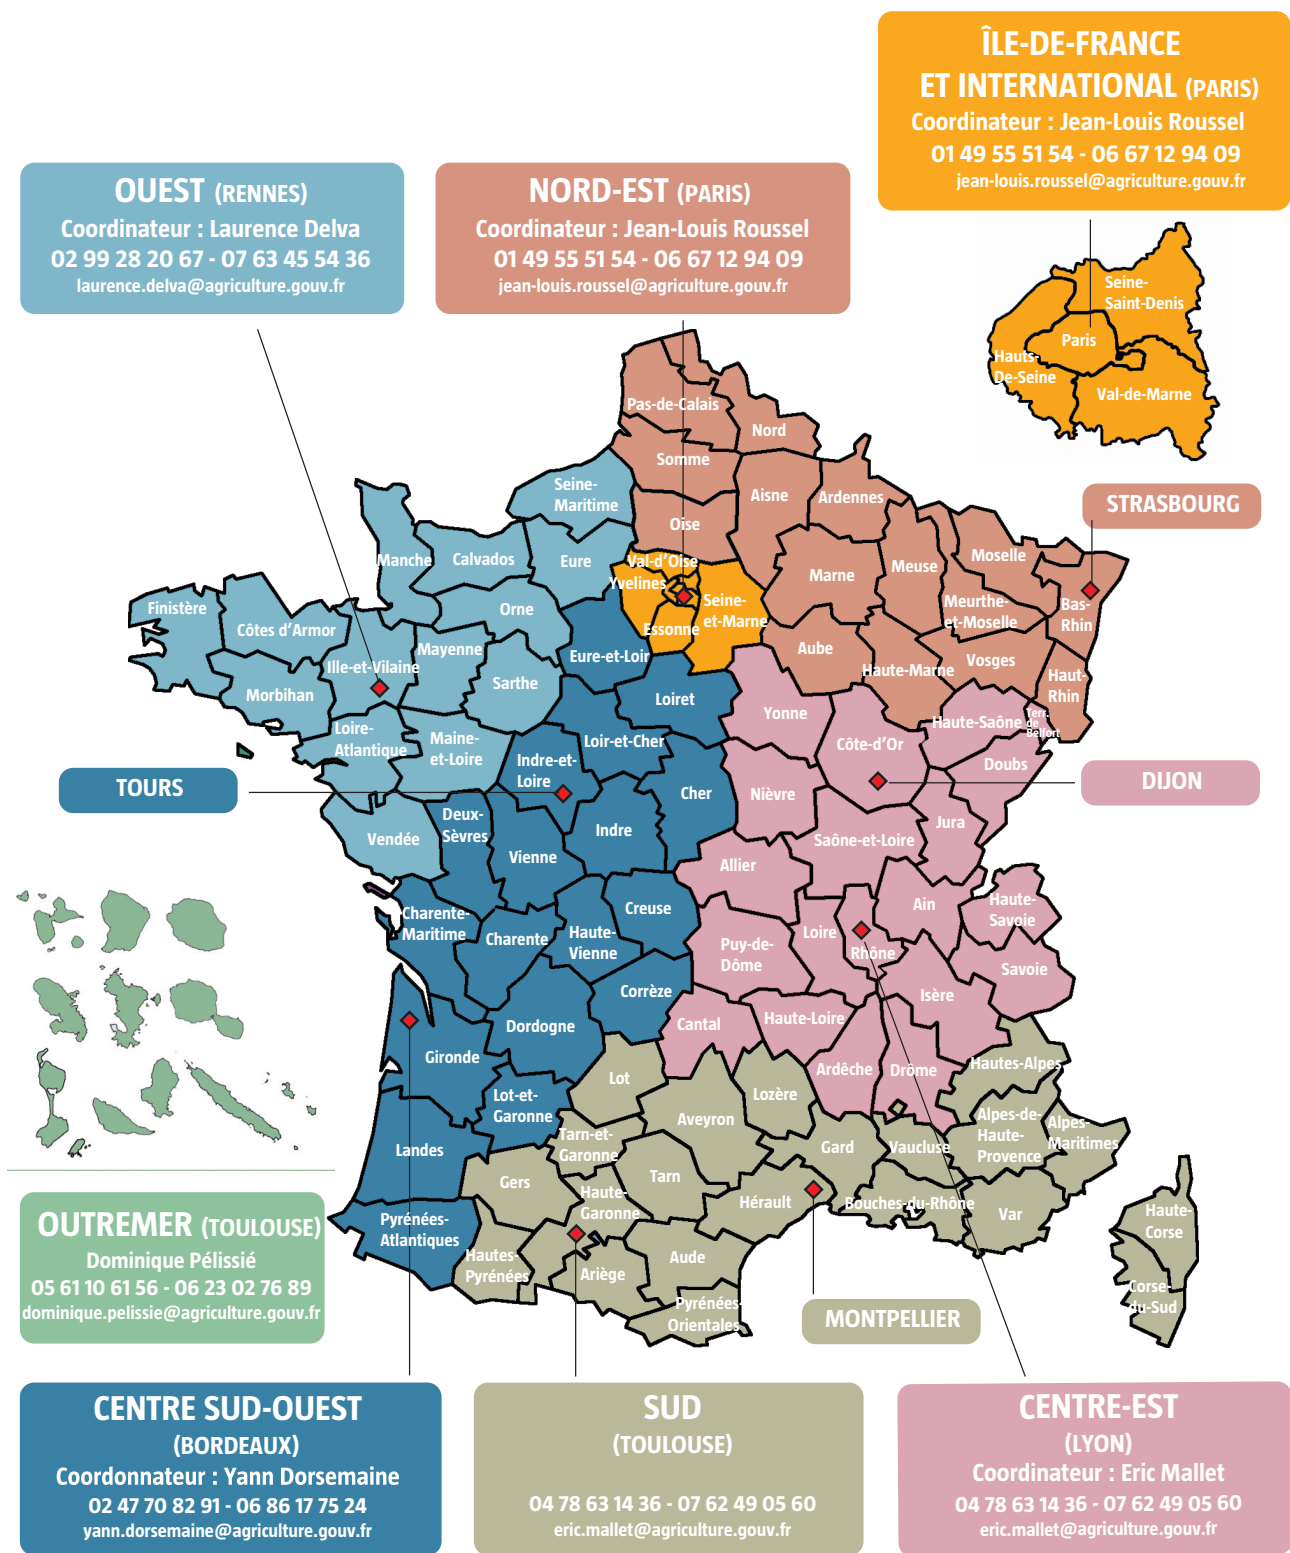 ÎLE-DE-FRANCE
ET INTERNATIONAL (PARIS)
Coordinateur : Jean-Louis Roussel
01 49 55 51 54 - 06 67 12 94 09
jean-louis.roussel@agriculture.gouv.fr
OUEST (RENNES)
Coordinateur : Laurence Delva
02 99 28 20 67 - 07 63 45 54 36
laurence.delva@agriculture.gouv.fr
NORD-EST (PARIS)
Coordinateur : Jean-Louis Roussel
01 49 55 51 54 - 06 67 12 94 09
jean-louis.roussel@agriculture.gouv.fr
Seine-
Saint-Denis
Paris
Hauts-
De-Seine
Val-de-Marne
Pas-de-Calais
Nord
Somme
Aisne
Ardennes
Seine-
Maritime
Oise
STRASBOURG
Manche
Calvados
Eure
Val-d'Oise
Yvelines
Seine-
et-Marne
Essonne
Marne
Meuse
Moselle
Meurthe-
et-Moselle
Bas-
Rhin
Finistère
Côtes d'Armor
Orne
Ille-et-Vilaine
Mayenne
Sarthe
Morbihan
Eure-et-Loir
Aube
Haute-Marne
Vosges
Haut-
Rhin
Loiret
Yonne
Haute-Saône
Terr.
de
Belfort
Loire-
Atlantique
Maine-
et-Loire
Loir-et-Cher
Indre-et-
Loire
Côte-d'Or
Doubs
TOURS
DIJON
Cher
Nièvre
Deux-
Sèvres
Vendée
Vienne
Indre
Saône-et-Loire
Jura
Allier
Charente-
Maritime
Charente
Haute-
Vienne
Creuse
Puy-de-
Dôme
Loire
Rhône
Ain
Haute-
Savoie
Savoie
Isère
Corrèze
Dordogne
Gironde
Cantal
Haute-Loire
Ardêche
Drôme
Hautes-Alpes
Lot-et-
Garonne
Lot
Aveyron
Lozère
Landes
Tarn-et-
Garonne
Tarn
Gard
Vaucluse
Alpes-de-
Haute-
Provence
Alpes-
Maritimes
Gers
Haute-
Garonne
Hérault
Bouches-du-Rhône
Var
Haute-
Corse
Corse-
du-Sud
Pyrénées-
Atlantiques
Hautes-
Pyrénées
Ariège
Aude
Pyrénées-
Orientales
OUTREMER (TOULOUSE)
Dominique Pélissié
05 61 10 61 56 - 06 23 02 76 89
dominique.pelissie@agriculture.gouv.fr
MONTPELLIER
CENTRE SUD-OUEST
(BORDEAUX)
Coordonnateur : Yann Dorsemaine
02 47 70 82 91 - 06 86 17 75 24
yann.dorsemaine@agriculture.gouv.fr
SUD
(TOULOUSE)
04 78 63 14 36 - 07 62 49 05 60
eric.mallet@agriculture.gouv.fr
CENTRE-EST
(LYON)
Coordinateur : Eric Mallet
04 78 63 14 36 - 07 62 49 05 60
eric.mallet@agriculture.gouv.fr